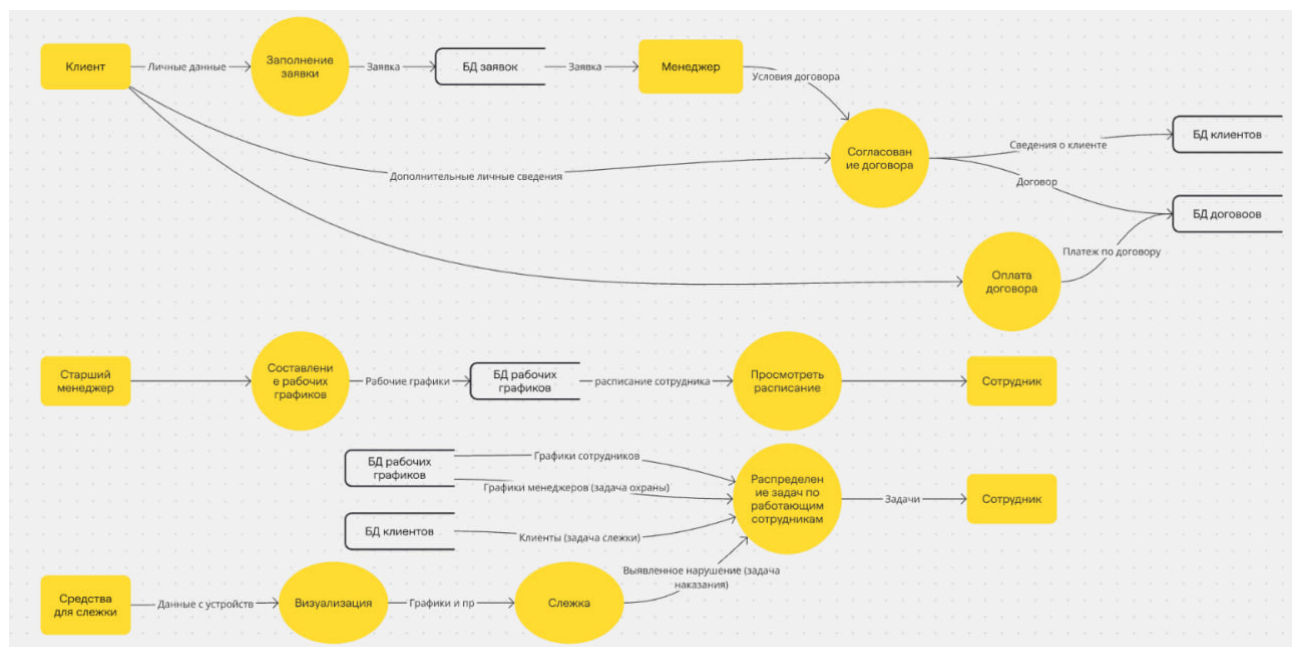 Клиент
Личные данные
Заполнение
заявки
Заявка
БД заявок
Заявка
Менеджер
Условия договора
Согласован
ие договора
Сведения о клиенте
БД клиентов
Дополнительные личные сведения
Договор
БД договоов
Платеж по договору
Оплата
договора
Старший
менеджер
Составлени
е рабочих
графиков
Рабочие графики
БД рабочих
графиков
расписание сотрудника
Просмотреть
расписание
Сотрудник
БД рабочих
графиков
Графики сотрудников
Графики менеджеров (задача охраны)
Распределен
ие задач по
работающим
сотрудникам
Задачи
Сотрудник
БД клиентов
Клиенты (задача слежки)
Выявленное нарушение (задача
наказания)
Средства
для слежки
Данные с устройств
Визуализация
Графики и пр
Слежка